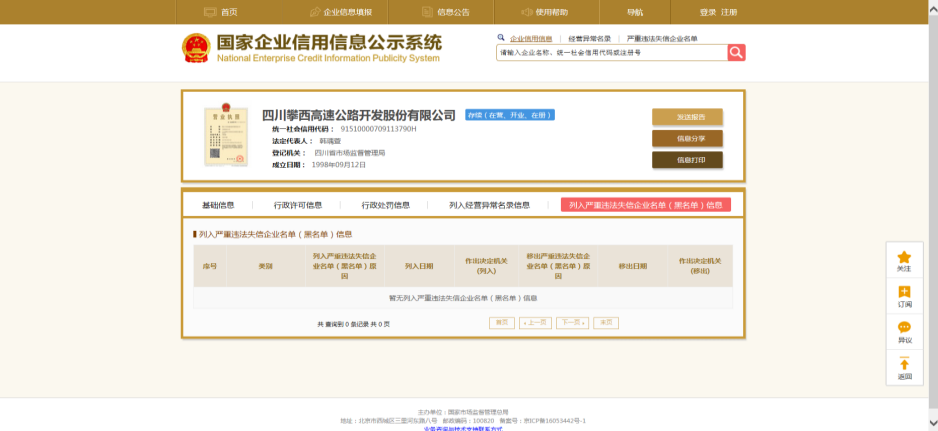 首页 企业信息填报 信息公告 使用帮助 导航 登录 注册
国家企业信用信息公示系统
National Enterprise Credit Information Publicity System
企业信用信息 | 经营异常名录 | 严重违法失信企业名单
请输入企业名称、统一社会信用代码或注册号
营业执照
四川攀西高速公路开发股份有限公司 存续（在营、开业、在册）
统一社会信用代码： 91510000709113790H
法定代表人：
登记机关： 四川省市场监督管理局
成立日期： 1998年09月12日
发送报告
信息分享
信息打印
基础信息 行政许可信息 行政处罚信息 列入经营异常名录信息 列入严重违法失信企业名单（黑名单）信息
列入严重违法失信企业名单（黑名单）信息
序号 类别 列入严重违法失信企业名单（黑名单）原因 列入日期 作出决定机关(列入) 移出严重违法失信企业名单（黑名单）原因 移出日期 作出决定机关(移出)
暂无列入严重违法失信企业名单（黑名单）信息
共 查询到 0 条记录 共 0 页 首页 ‹ 上一页 下一页 › 末页
关注
订阅
异议
返回
主办单位：国家市场监督管理总局
地址：北京市西城区三里河东路八号 邮政编码：100820 备案号：京ICP备16053442号-1
业务咨询与技术支持联系方式